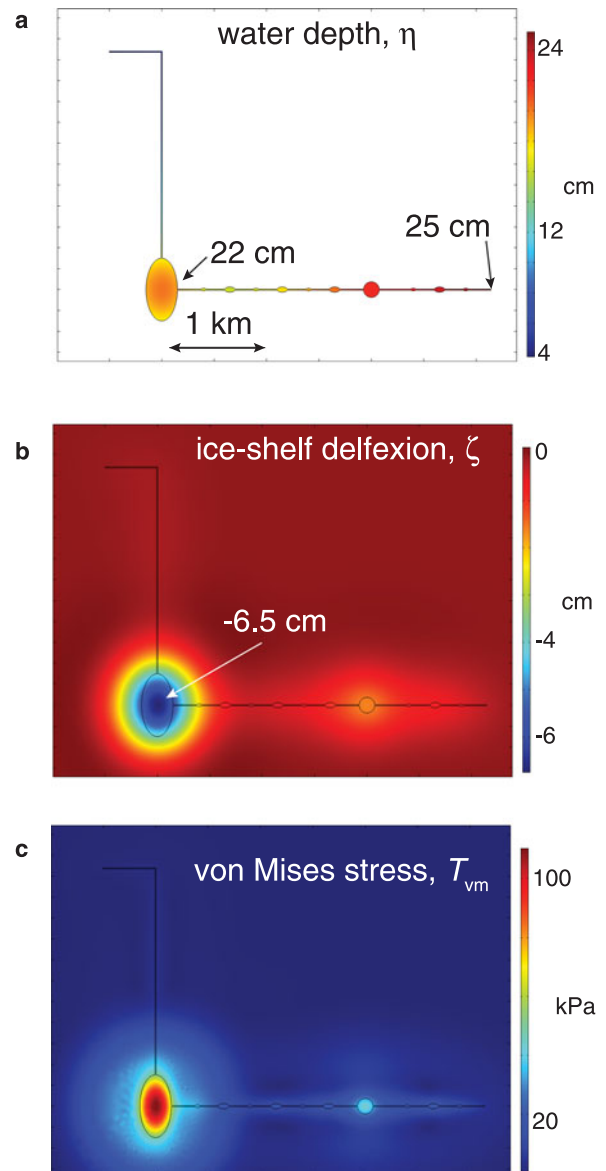 a
water depth, η
24
cm
12
4
22 cm
25 cm
1 km
b
ice-shelf delfexion, ζ
0
cm
-4
-6
-6.5 cm
c
von Mises stress, Tvm
100
kPa
20